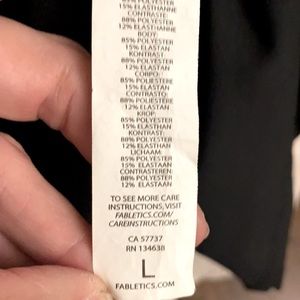 85% POLYESTER
15% ELASTHANNE
CONTRASTE:
88% POLYESTER
12% ELASTHANNE
BODY:
85% POLYESTER
15% ELASTAN
KONTRAST:
88% POLYESTER
12% ELASTAN
CORPO:
85% POLIESTERE
15% ELASTAN
CONTRASTO:
88% POLIESTERE
12% ELASTAN
KROP:
85% POLYESTER
15% ELASTHAN
KONTRAST:
88% POLYESTER
12% ELASTHAN
LICHAAM:
85% POLYESTER
15% ELASTAAN
CONTRASTEREN:
88% POLYESTER
12% ELASTAAN
TO SEE MORE CARE
INSTRUCTIONS, VISIT
FABLETICS.COM/
CAREINSTRUCTIONS
CA 57737
RN 134638
L
FABLETICS.COM